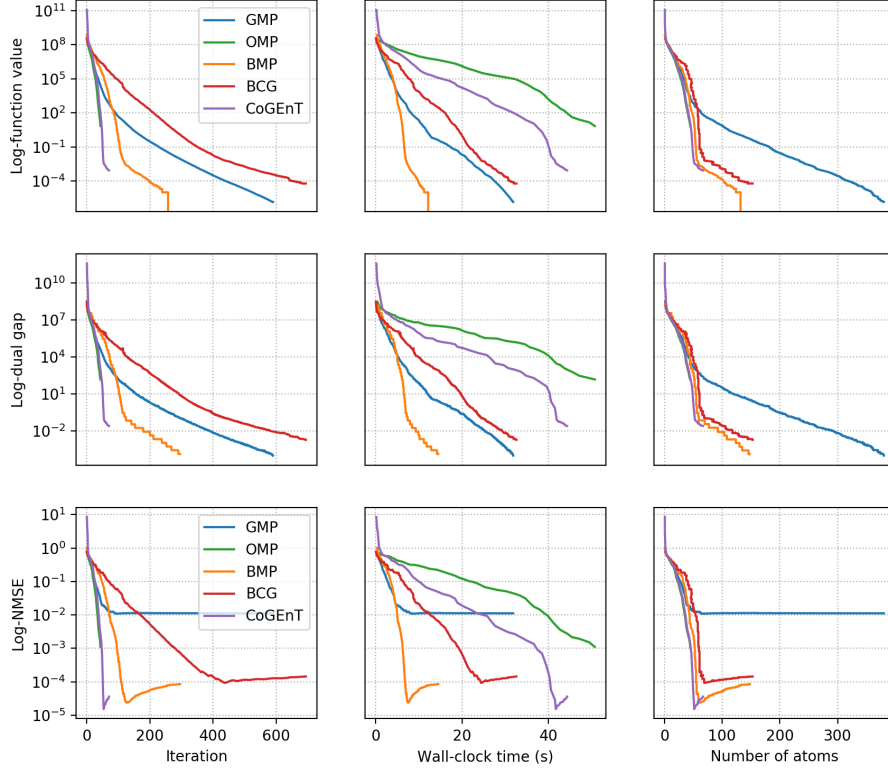 Log-function value
10^11
10^8
10^5
10^2
10^−1
10^−4
GMP
OMP
BMP
BCG
CoGEnT
Log-dual gap
10^10
10^7
10^4
10^1
10^−2
Log-NMSE
10^1
10^0
10^−1
10^−2
10^−3
10^−4
10^−5
GMP
OMP
BMP
BCG
CoGEnT
0 200 400 600
0 20 40
0 100 200 300
Iteration
Wall-clock time (s)
Number of atoms